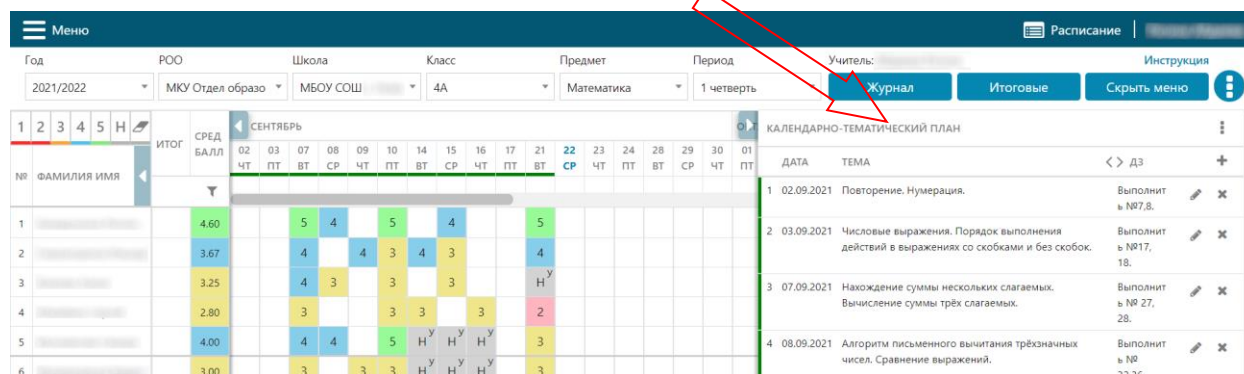 Меню Расписание
Год РОО Школа Класс Предмет Период Учитель: Инструкция
2021/2022 МКУ Отдел образо МБОУ СОШ 4А Математика 1 четверть Журнал Итоговые Скрыть меню
1 2 3 4 5 Н ИТОГ СРЕД БАЛЛ СЕНТЯБРЬ КАЛЕНДАРНО-ТЕМАТИЧЕСКИЙ ПЛАН
02 03 07 08 09 10 14 15 16 17 21 22 23 24 28 29 30 01
ЧТ ПТ ВТ СР ЧТ ПТ ВТ СР ЧТ ПТ ВТ СР ЧТ ПТ ВТ СР ЧТ ПТ
№ ФАМИЛИЯ ИМЯ ДАТА ТЕМА <> ДЗ +
1 4.60 5 4 5 4 5
2 3.67 4 4 3 4 3 4
3 3.25 4 3 3 3 Н У
4 2.80 3 3 3 3 2
5 4.00 4 4 5 Н У Н У Н У 3
6 3.00 3 3 3 Н У Н У Н У 3
1 02.09.2021 Повторение. Нумерация. Выполнит
ь №7,8.
2 03.09.2021 Числовые выражения. Порядок выполнения Выполнит
действий в выражениях со скобками и без скобок. ь №17,
18.
3 07.09.2021 Нахождение суммы нескольких слагаемых. Выполнит
Вычисление суммы трёх слагаемых. ь № 27,
28.
4 08.09.2021 Алгоритм письменного вычитания трёхзначных Выполнит
чисел. Сравнение выражений. ь №